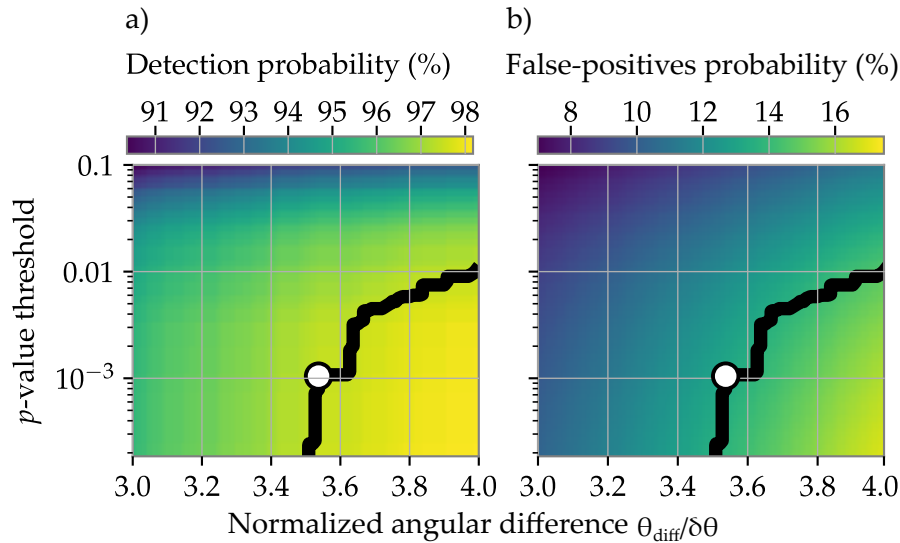 a)
b)
Detection probability (%)
False-positives probability (%)
91 92 93 94 95 96 97 98
8 10 12 14 16
p-value threshold
0.1
0.01
10⁻³
3.0 3.2 3.4 3.6 3.8 4.0
3.0 3.2 3.4 3.6 3.8 4.0
Normalized angular difference θdiff/δθ